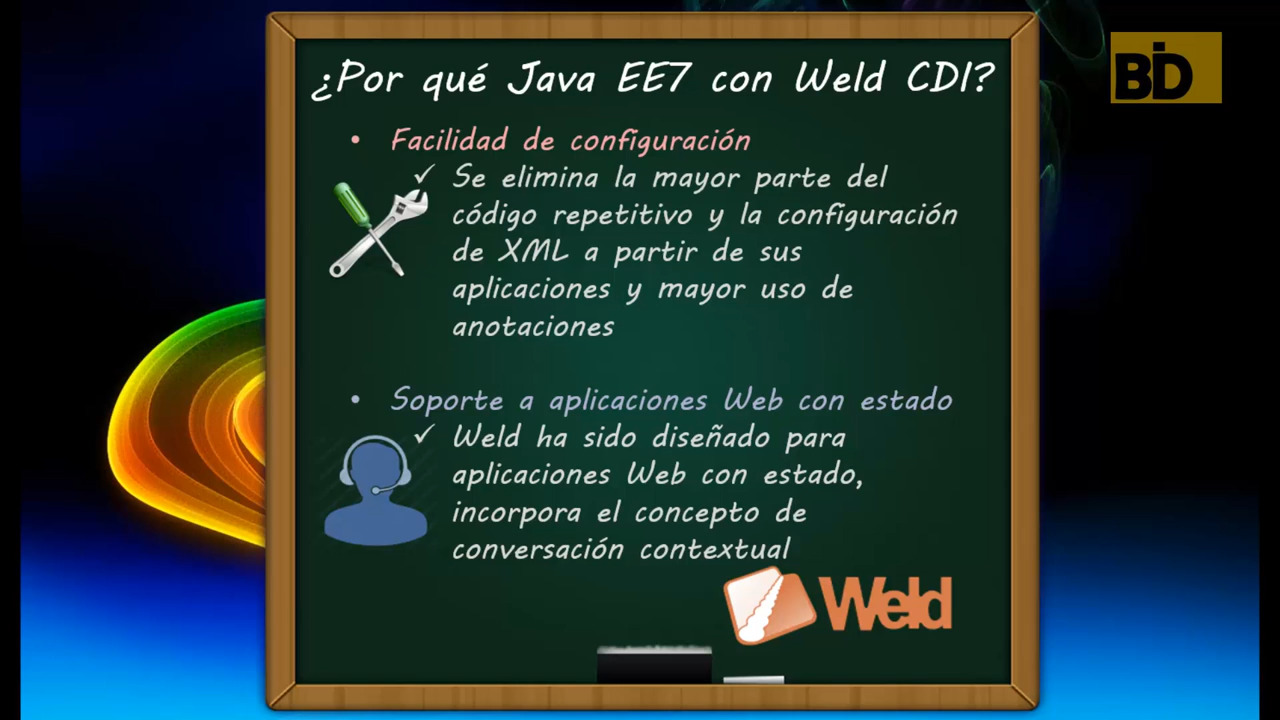 BID
¿Por qué Java EE7 con Weld CDI?
• Facilidad de configuración
✓ Se elimina la mayor parte del
código repetitivo y la configuración
de XML a partir de sus
aplicaciones y mayor uso de
anotaciones
• Soporte a aplicaciones Web con estado
✓ Weld ha sido diseñado para
aplicaciones Web con estado,
incorpora el concepto de
conversación contextual
Weld